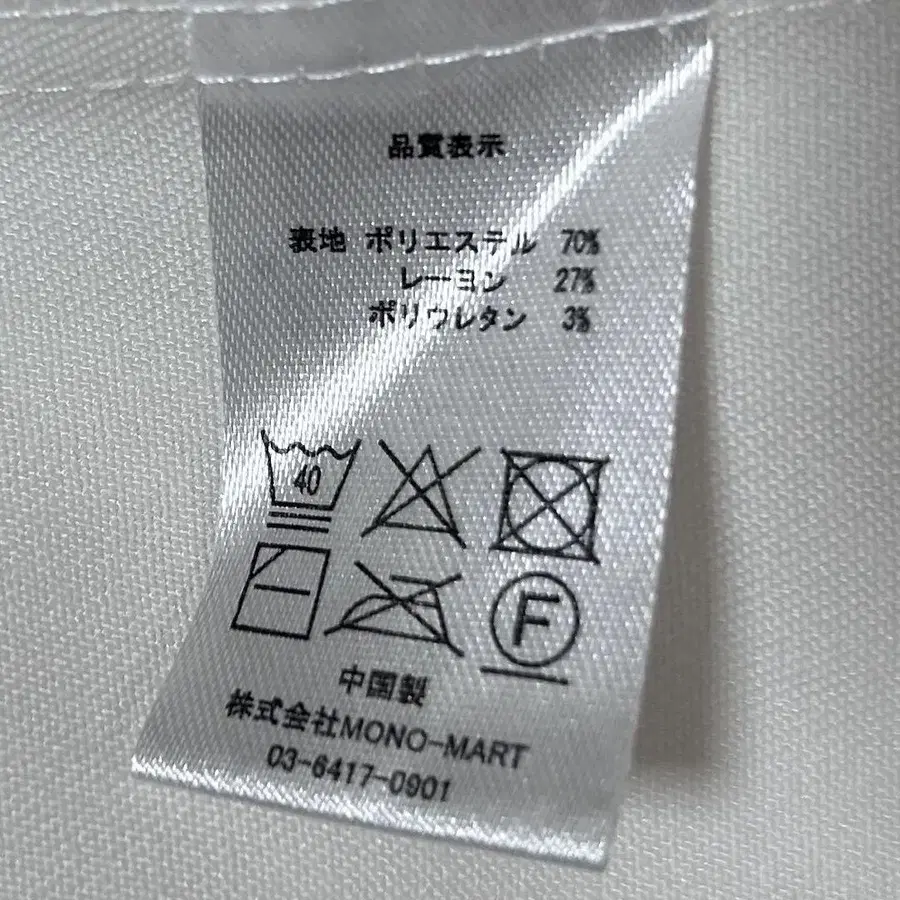 品質表示
表地 ポリエステル 70%
レーヨン 27%
ポリウレタン 3%
40
F
中国製
株式会社MONO-MART
03-6417-0901